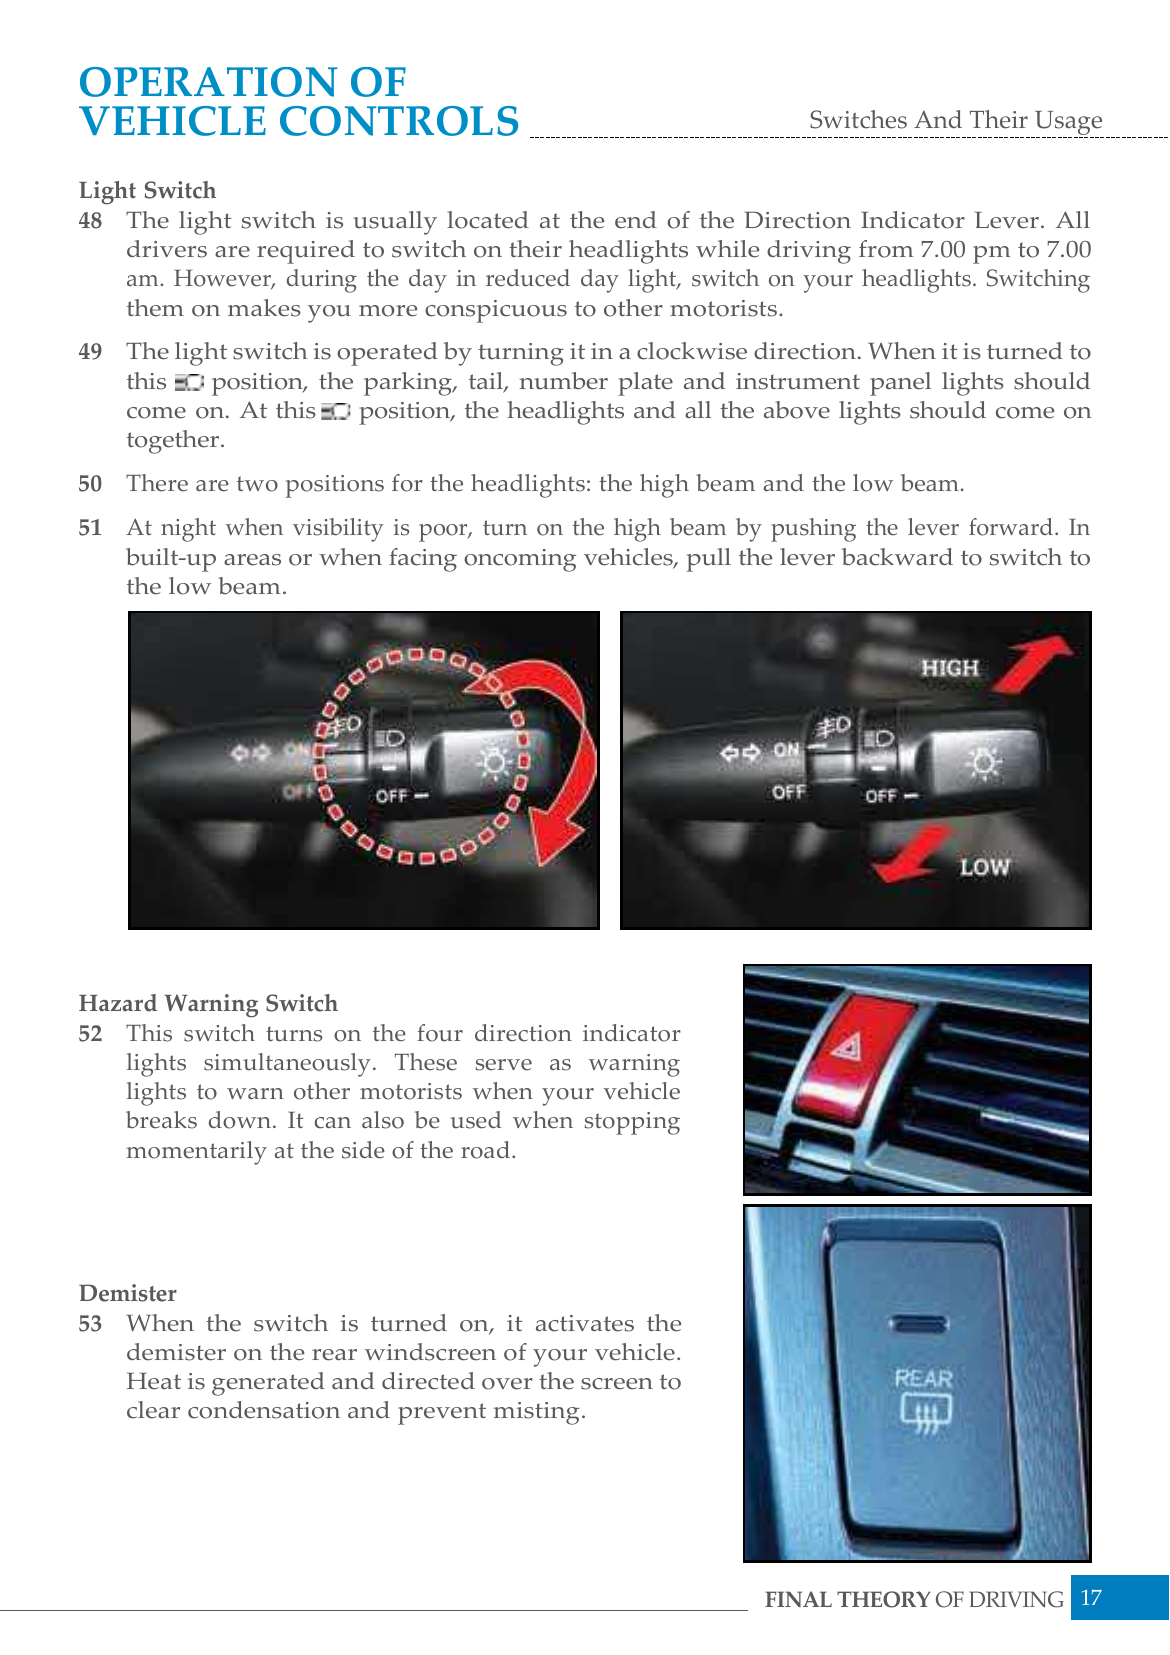 OPERATION OF
VEHICLE CONTROLS
Switches And Their Usage
Light Switch
48 The light switch is usually located at the end of the Direction Indicator Lever. All
drivers are required to switch on their headlights while driving from 7.00 pm to 7.00
am. However, during the day in reduced day light, switch on your headlights. Switching
them on makes you more conspicuous to other motorists.
49 The light switch is operated by turning it in a clockwise direction. When it is turned to
this position, the parking, tail, number plate and instrument panel lights should
come on. At this position, the headlights and all the above lights should come on
together.
50 There are two positions for the headlights: the high beam and the low beam.
51 At night when visibility is poor, turn on the high beam by pushing the lever forward. In
built-up areas or when facing oncoming vehicles, pull the lever backward to switch to
the low beam.
ON
OFF
OFF
HIGH
ON
OFF
OFF
LOW
Hazard Warning Switch
52 This switch turns on the four direction indicator
lights simultaneously. These serve as warning
lights to warn other motorists when your vehicle
breaks down. It can also be used when stopping
momentarily at the side of the road.
Demister
53 When the switch is turned on, it activates the
demister on the rear windscreen of your vehicle.
Heat is generated and directed over the screen to
clear condensation and prevent misting.
REAR
FINAL THEORY OF DRIVING 17